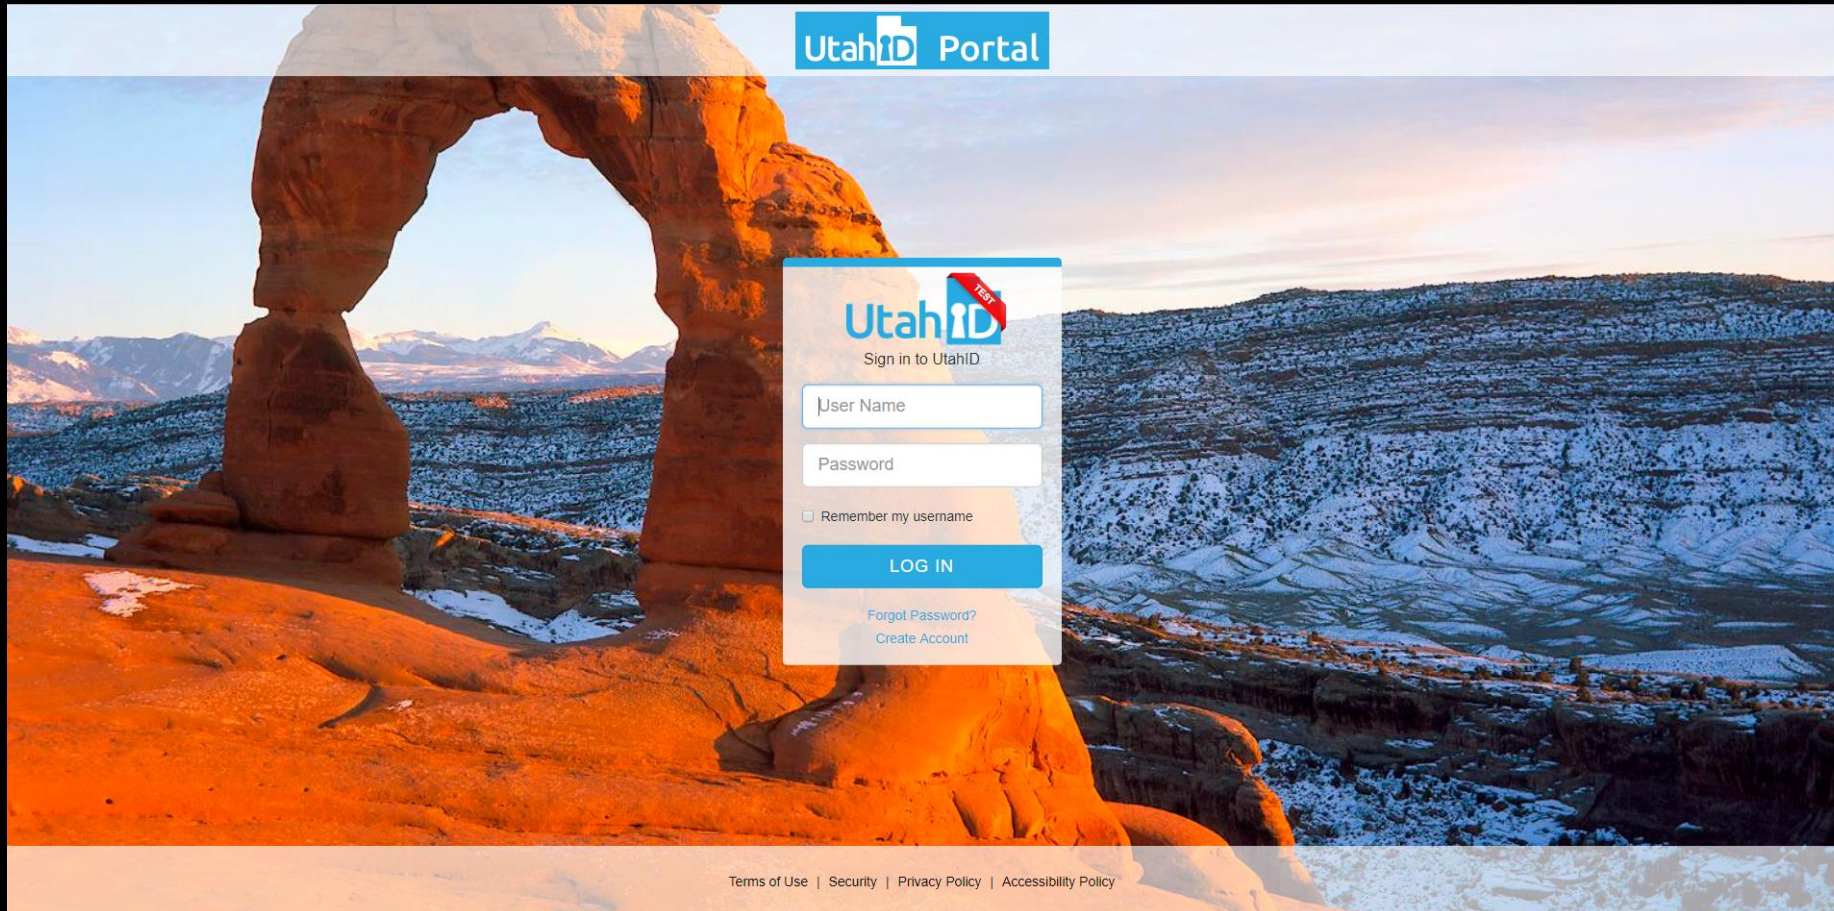 UtahID Portal
TEST
UtahID
Sign in to UtahID
User Name
Password
Remember my username
LOG IN
Forgot Password?
Create Account
Terms of Use | Security | Privacy Policy | Accessibility Policy